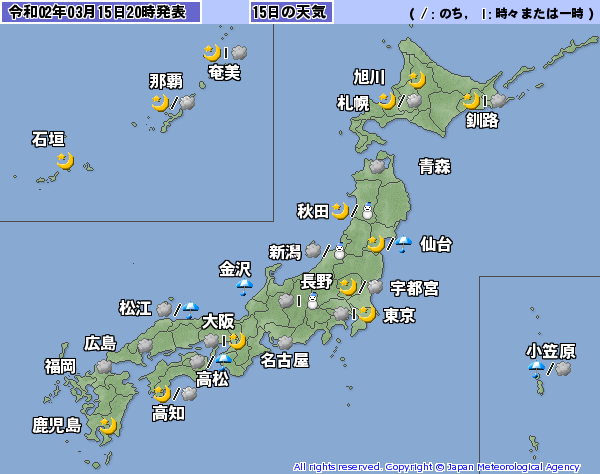 令和02年03月15日20時発表 15日の天気 ( / : のち, | : 時々または一時 )
奄美
那覇
石垣
旭川
札幌
釧路
青森
秋田
仙台
新潟
金沢
長野
宇都宮
松江
大阪
東京
広島
名古屋
小笠原
福岡
高松
高知
鹿児島
All rights reserved. Copyright © Japan Meteorological Agency